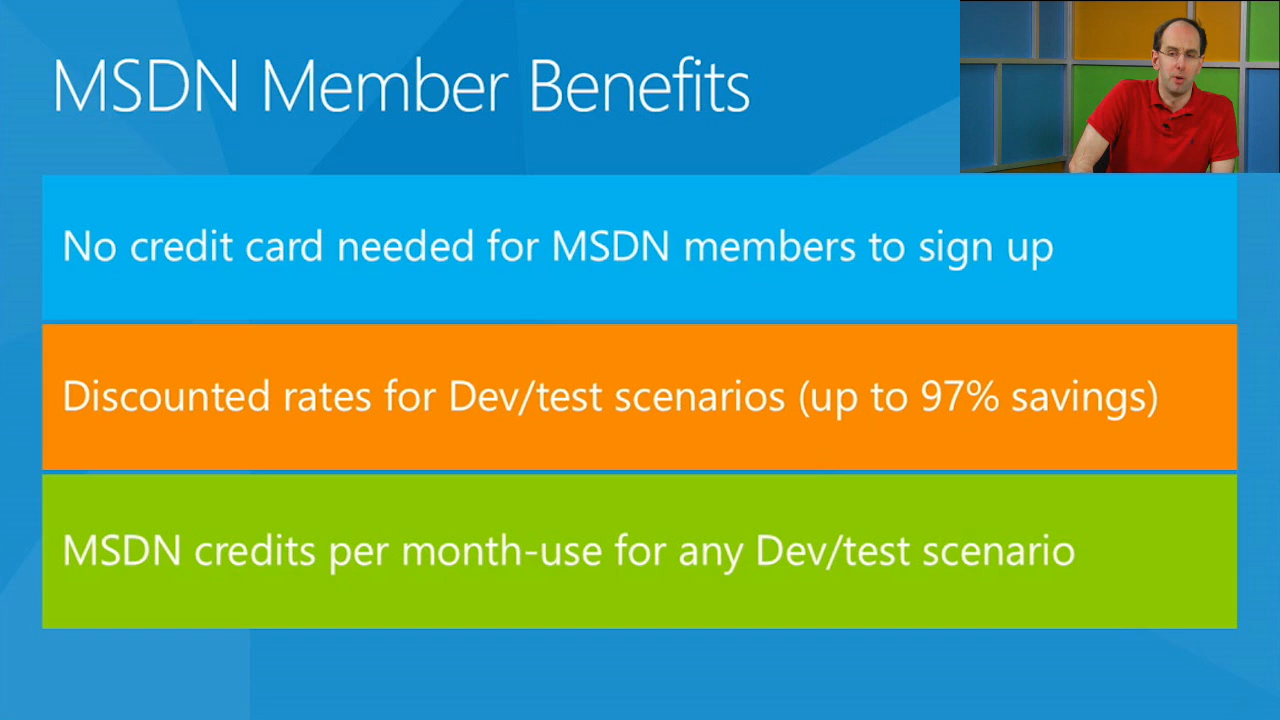 MSDN Member Benefits
No credit card needed for MSDN members to sign up
Discounted rates for Dev/test scenarios (up to 97% savings)
MSDN credits per month-use for any Dev/test scenario